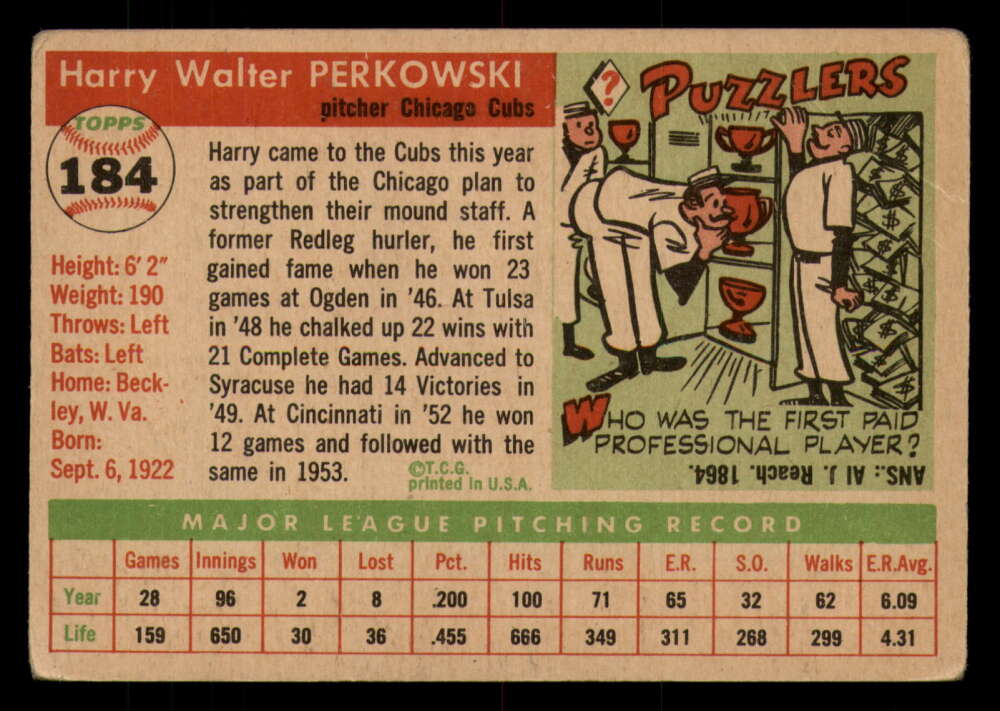 Harry Walter PERKOWSKI
pitcher Chicago Cubs
TOPPS
184
Height: 6' 2"
Weight: 190
Throws: Left
Bats: Left
Home: Beck-
ley, W. Va.
Born:
Sept. 6, 1922
Harry came to the Cubs this year
as part of the Chicago plan to
strengthen their mound staff. A
former Redleg hurler, he first
gained fame when he won 23
games at Ogden in '46. At Tulsa
in '48 he chalked up 22 wins with
21 Complete Games. Advanced to
Syracuse he had 14 Victories in
'49. At Cincinnati in '52 he won
12 games and followed with the
same in 1953.
©T.C.G.
printed in U.S.A.
?
PUZZLERS
$ $ $ $ $ $ $
WHO WAS THE FIRST PAID
PROFESSIONAL PLAYER?
ANS.: Al J. Reach. 1864.
MAJOR LEAGUE PITCHING RECORD
Games Innings Won Lost Pct. Hits Runs E.R. S.O. Walks E.R.Avg.
Year 28 96 2 8 .200 100 71 65 32 62 6.09
Life 159 650 30 36 .455 666 349 311 268 299 4.31